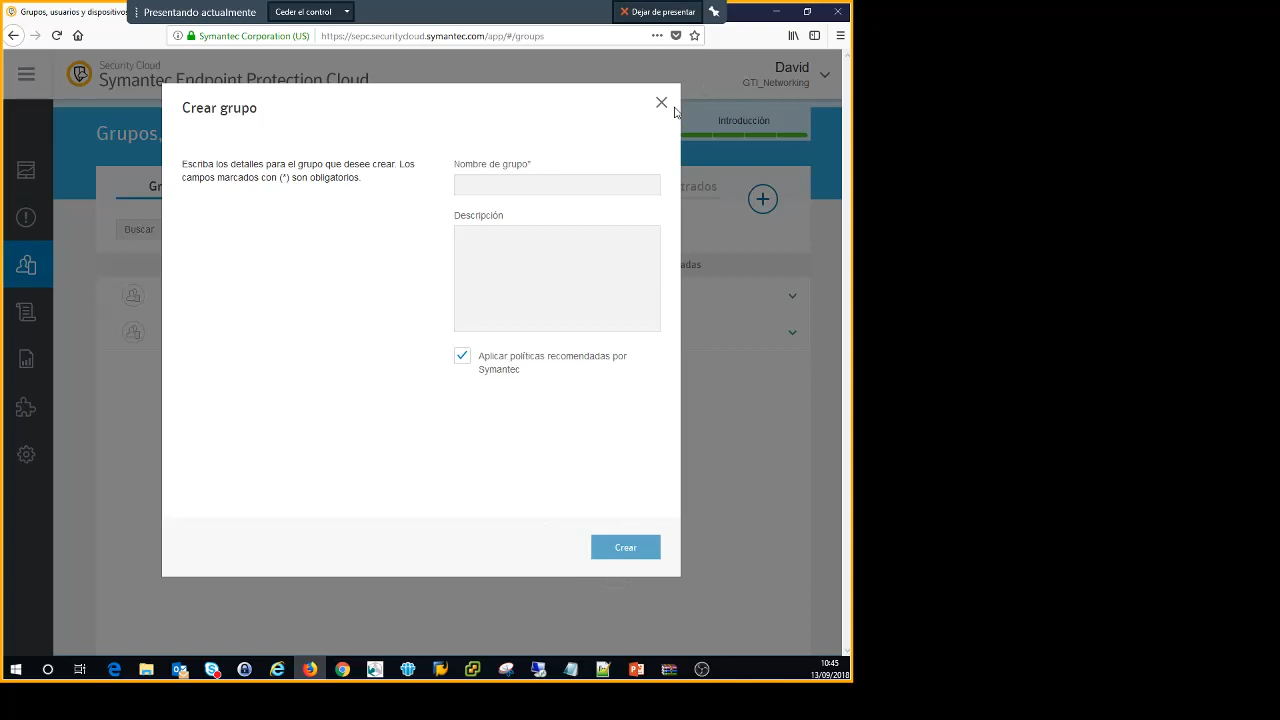 Grupos, usuarios y dispositivos
Presentando actualmente
Ceder el control
Dejar de presentar
Symantec Corporation (US)
https://sepc.securitycloud.symantec.com/app/#/groups
Security Cloud
Symantec Endpoint Protection Cloud
David
GTI_Networking
Grupos,
Introducción
Crear grupo
Escriba los detalles para el grupo que desee crear. Los
campos marcados con (*) son obligatorios.
Nombre de grupo*
Descripción
Aplicar políticas recomendadas por
Symantec
Crear
Gr
trados
Buscar
adas
10:45
13/09/2018